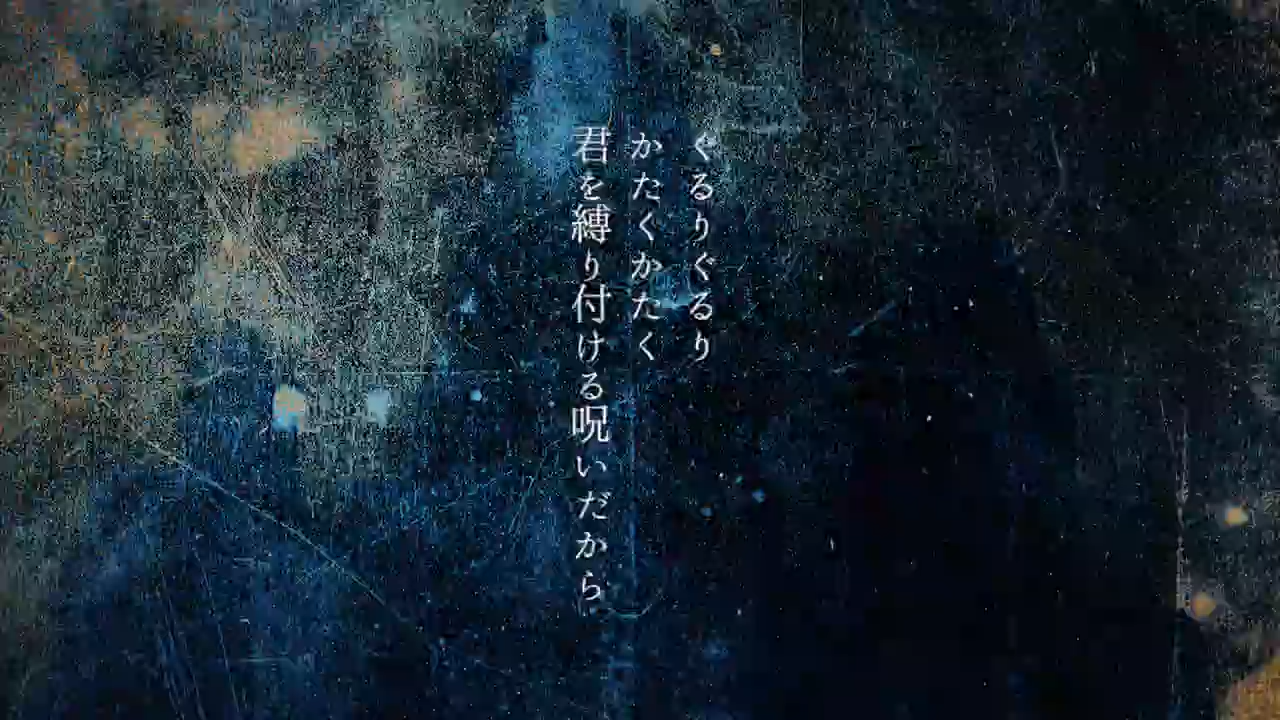 ぐるりぐるり
かたくかたく
君を縛り付ける呪いだから